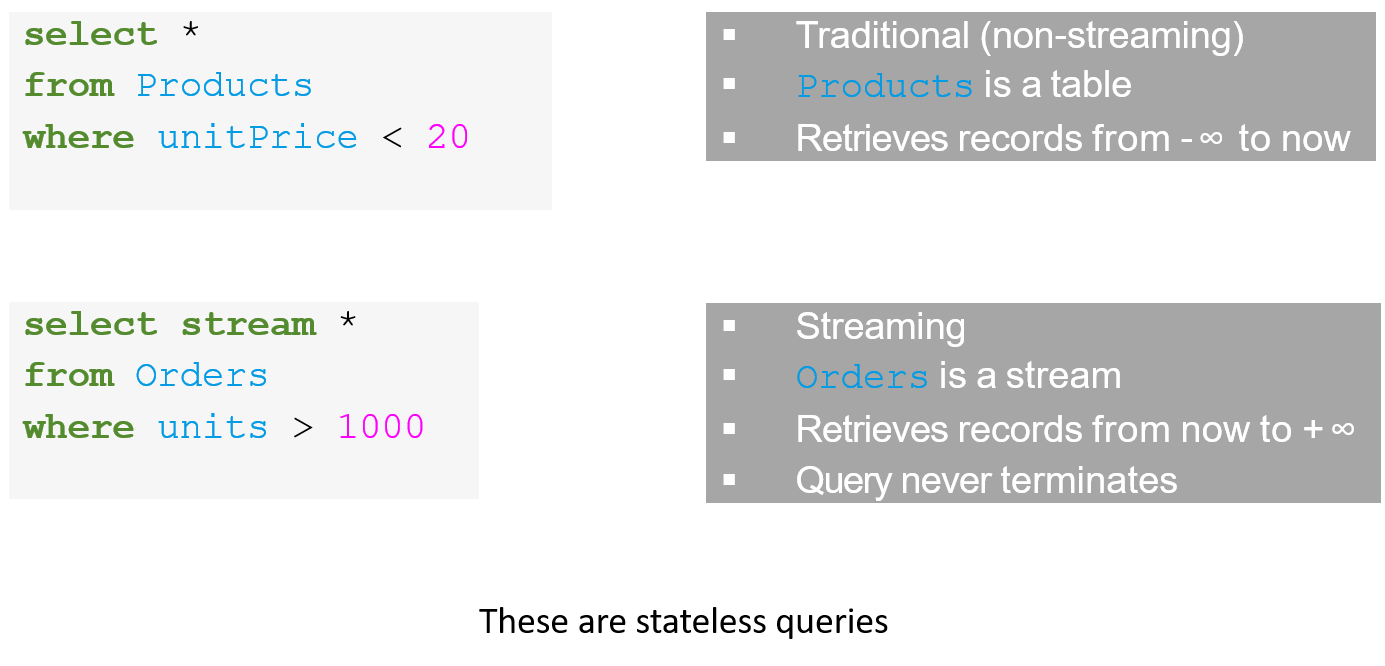 select *
from Products
where unitPrice < 20
▪ Traditional (non-streaming)
▪ Products is a table
▪ Retrieves records from -∞ to now
select stream *
from Orders
where units > 1000
▪ Streaming
▪ Orders is a stream
▪ Retrieves records from now to +∞
▪ Query never terminates
These are stateless queries